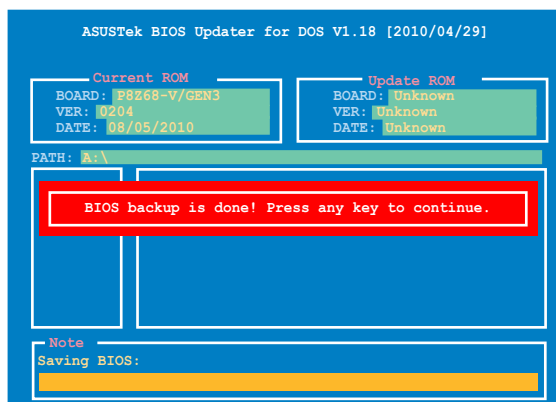 ASUSTek BIOS Updater for DOS V1.18 [2010/04/29]
Current ROM
BOARD: P8Z68-V/GEN3
VER: 0204
DATE: 08/05/2010
Update ROM
BOARD: Unknown
VER: Unknown
DATE: Unknown
PATH: A:\
BIOS backup is done! Press any key to continue.
Note
Saving BIOS: